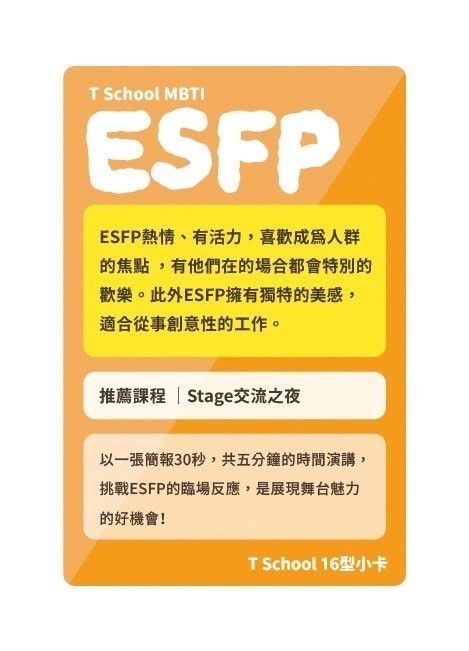 T School MBTI
ESFP
ESFP熱情、有活力，喜歡成爲人群
的焦點 ，有他們在的場合都會特別的
歡樂。此外ESFP擁有獨特的美感，
適合從事創意性的工作。
推薦課程｜Stage交流之夜
以一張簡報30秒，共五分鐘的時間演講，
挑戰ESFP的臨場反應，是展現舞台魅力
的好機會！
T School 16型小卡